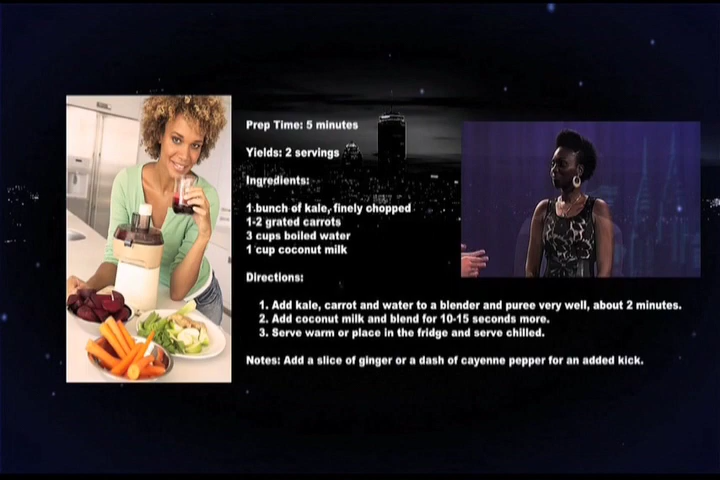 Prep Time: 5 minutes
Yields: 2 servings
Ingredients:
1 bunch of kale, finely chopped
1-2 grated carrots
3 cups boiled water
1 cup coconut milk
Directions:
1. Add kale, carrot and water to a blender and puree very well, about 2 minutes.
2. Add coconut milk and blend for 10-15 seconds more.
3. Serve warm or place in the fridge and serve chilled.
Notes: Add a slice of ginger or a dash of cayenne pepper for an added kick.